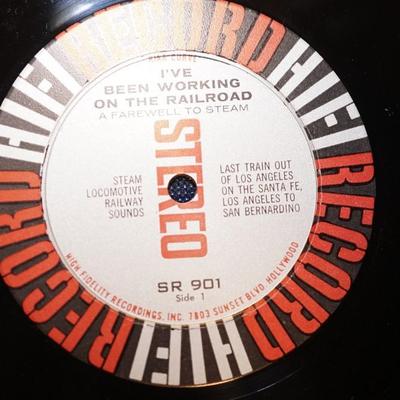 HIFI RECORD HIFI RECORD HIFI RECORD
RIAA CURVE
I'VE
BEEN WORKING
ON THE RAILROAD
A FAREWELL TO STEAM
STEREO
STEAM
LOCOMOTIVE
RAILWAY
SOUNDS
LAST TRAIN OUT
OF LOS ANGELES
ON THE SANTA FE,
LOS ANGELES TO
SAN BERNARDINO
SR 901
Side 1
HIGH FIDELITY RECORDINGS, INC. 7803 SUNSET BLVD. HOLLYWOOD